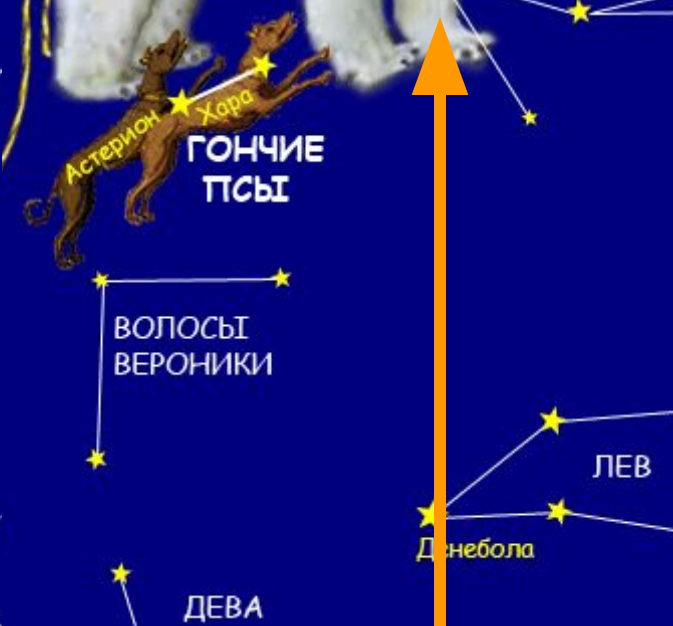 Астерион
Хара
ГОНЧИЕ
ПСЫ
ВОЛОСЫ
ВЕРОНИКИ
ЛЕВ
Денебола
ДЕВА